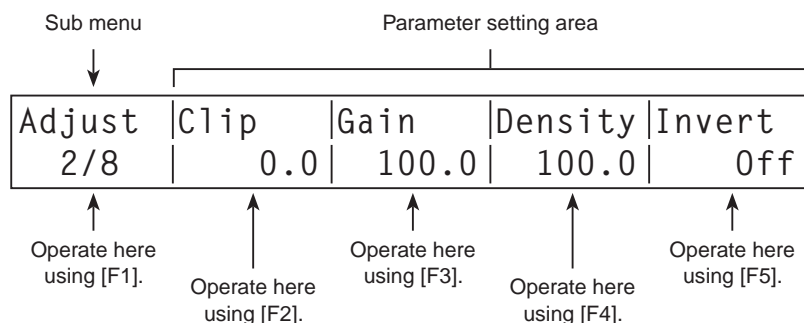 Sub menu
Parameter setting area
Adjust |Clip |Gain |Density|Invert
2/8 | 0.0| 100.0| 100.0| Off
Operate here
using [F1].
Operate here
using [F2].
Operate here
using [F3].
Operate here
using [F4].
Operate here
using [F5].